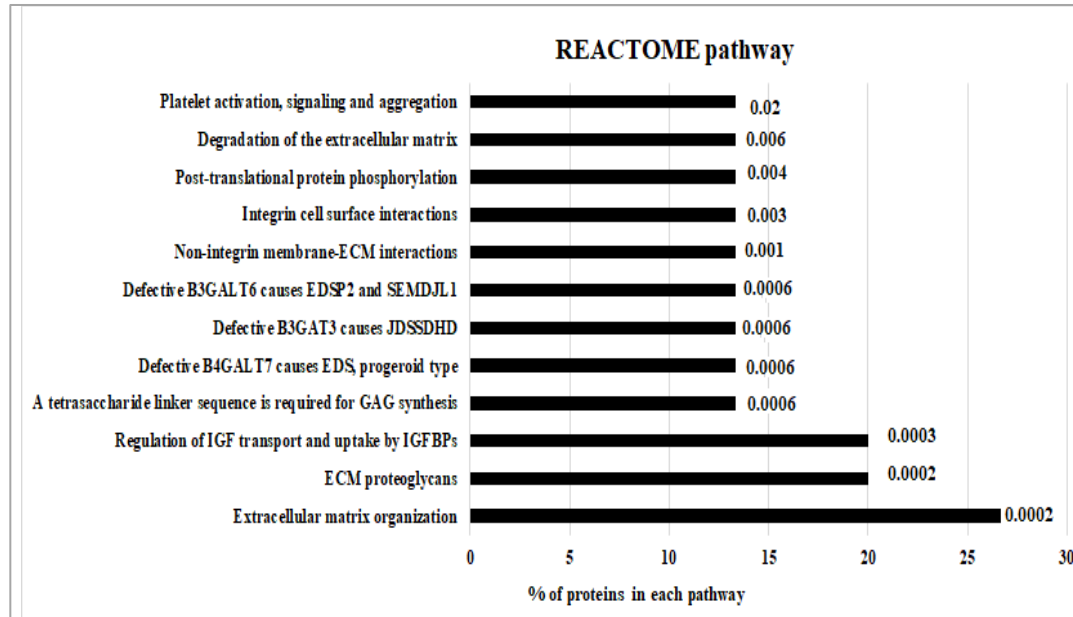 REACTOME pathway
Platelet activation, signaling and aggregation 0.02
Degradation of the extracellular matrix 0.006
Post-translational protein phosphorylation 0.004
Integrin cell surface interactions 0.003
Non-integrin membrane-ECM interactions 0.001
Defective B3GALT6 causes EDSP2 and SEMDJL1 0.0006
Defective B3GAT3 causes JDSSDHD 0.0006
Defective B4GALT7 causes EDS, progeroid type 0.0006
A tetrasaccharide linker sequence is required for GAG synthesis 0.0006
Regulation of IGF transport and uptake by IGFBPs 0.0003
ECM proteoglycans 0.0002
Extracellular matrix organization 0.0002
0 5 10 15 20 25 30
% of proteins in each pathway